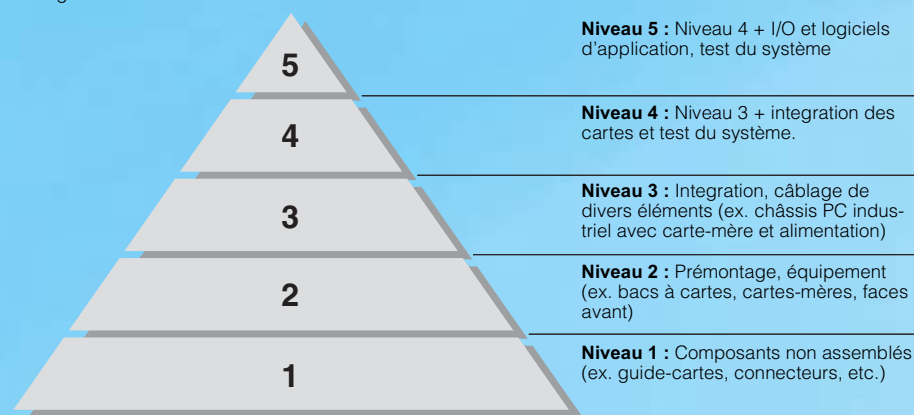 5
Niveau 5 : Niveau 4 + I/O et logiciels
d'application, test du système
4
Niveau 4 : Niveau 3 + integration des
cartes et test du système.
3
Niveau 3 : Integration, câblage de
divers éléments (ex. châssis PC indus-
triel avec carte-mère et alimentation)
2
Niveau 2 : Prémontage, équipement
(ex. bacs à cartes, cartes-mères, faces
avant)
1
Niveau 1 : Composants non assemblés
(ex. guide-cartes, connecteurs, etc.)